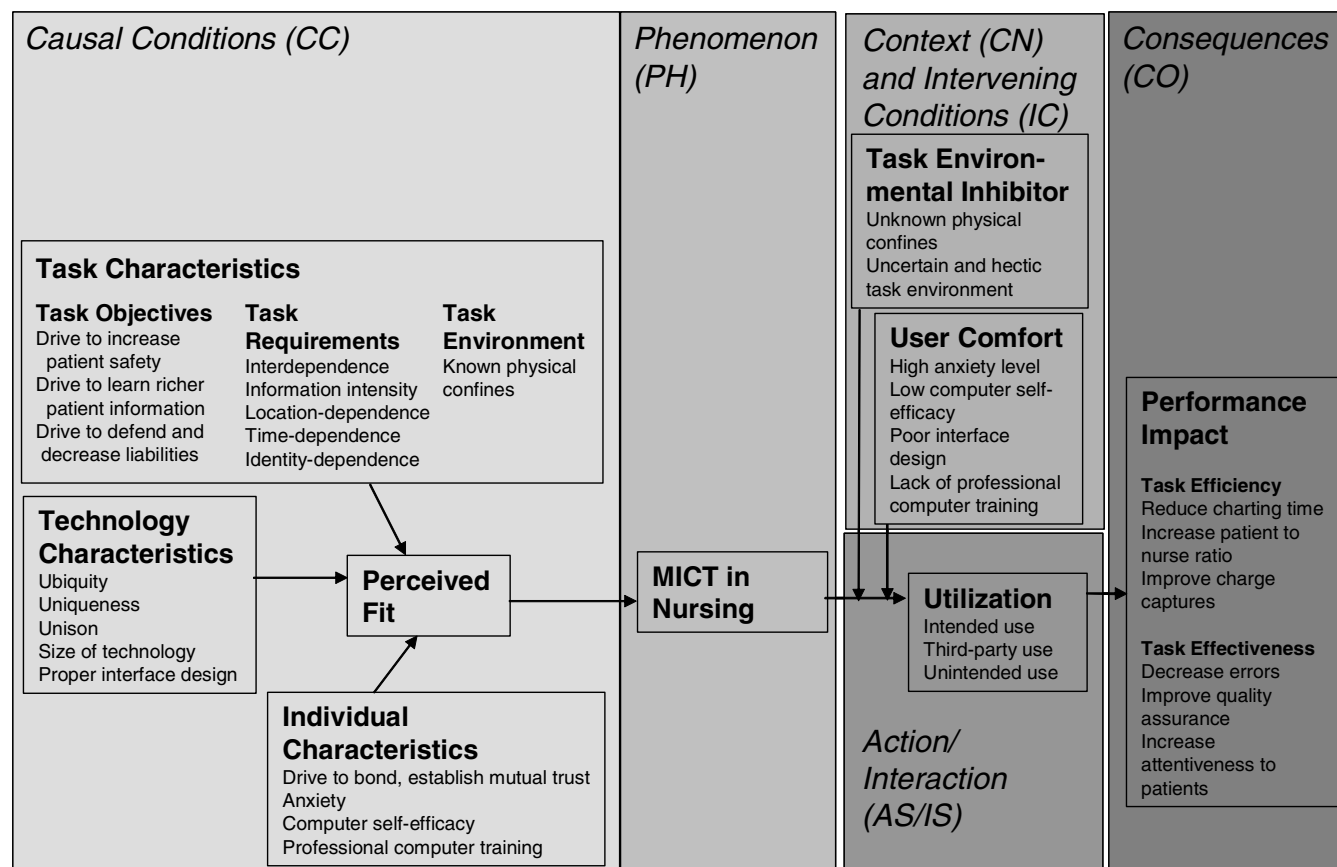 Causal Conditions (CC)
Task Characteristics
Task Objectives
Drive to increase
patient safety
Drive to learn richer
patient information
Drive to defend and
decrease liabilities
Task
Requirements
Interdependence
Information intensity
Location-dependence
Time-dependence
Identity-dependence
Task
Environment
Known physical
confines
Technology
Characteristics
Ubiquity
Uniqueness
Unison
Size of technology
Proper interface design
Perceived
Fit
Individual
Characteristics
Drive to bond, establish mutual trust
Anxiety
Computer self-efficacy
Professional computer training
Phenomenon
(PH)
MICT in
Nursing
Context (CN)
and Intervening
Conditions (IC)
Task Environ-
mental Inhibitor
Unknown physical
confines
Uncertain and hectic
task environment
User Comfort
High anxiety level
Low computer self-
efficacy
Poor interface
design
Lack of professional
computer training
Utilization
Intended use
Third-party use
Unintended use
Action/
Interaction
(AS/IS)
Consequences
(CO)
Performance
Impact
Task Efficiency
Reduce charting time
Increase patient to
nurse ratio
Improve charge
captures
Task Effectiveness
Decrease errors
Improve quality
assurance
Increase
attentiveness to
patients